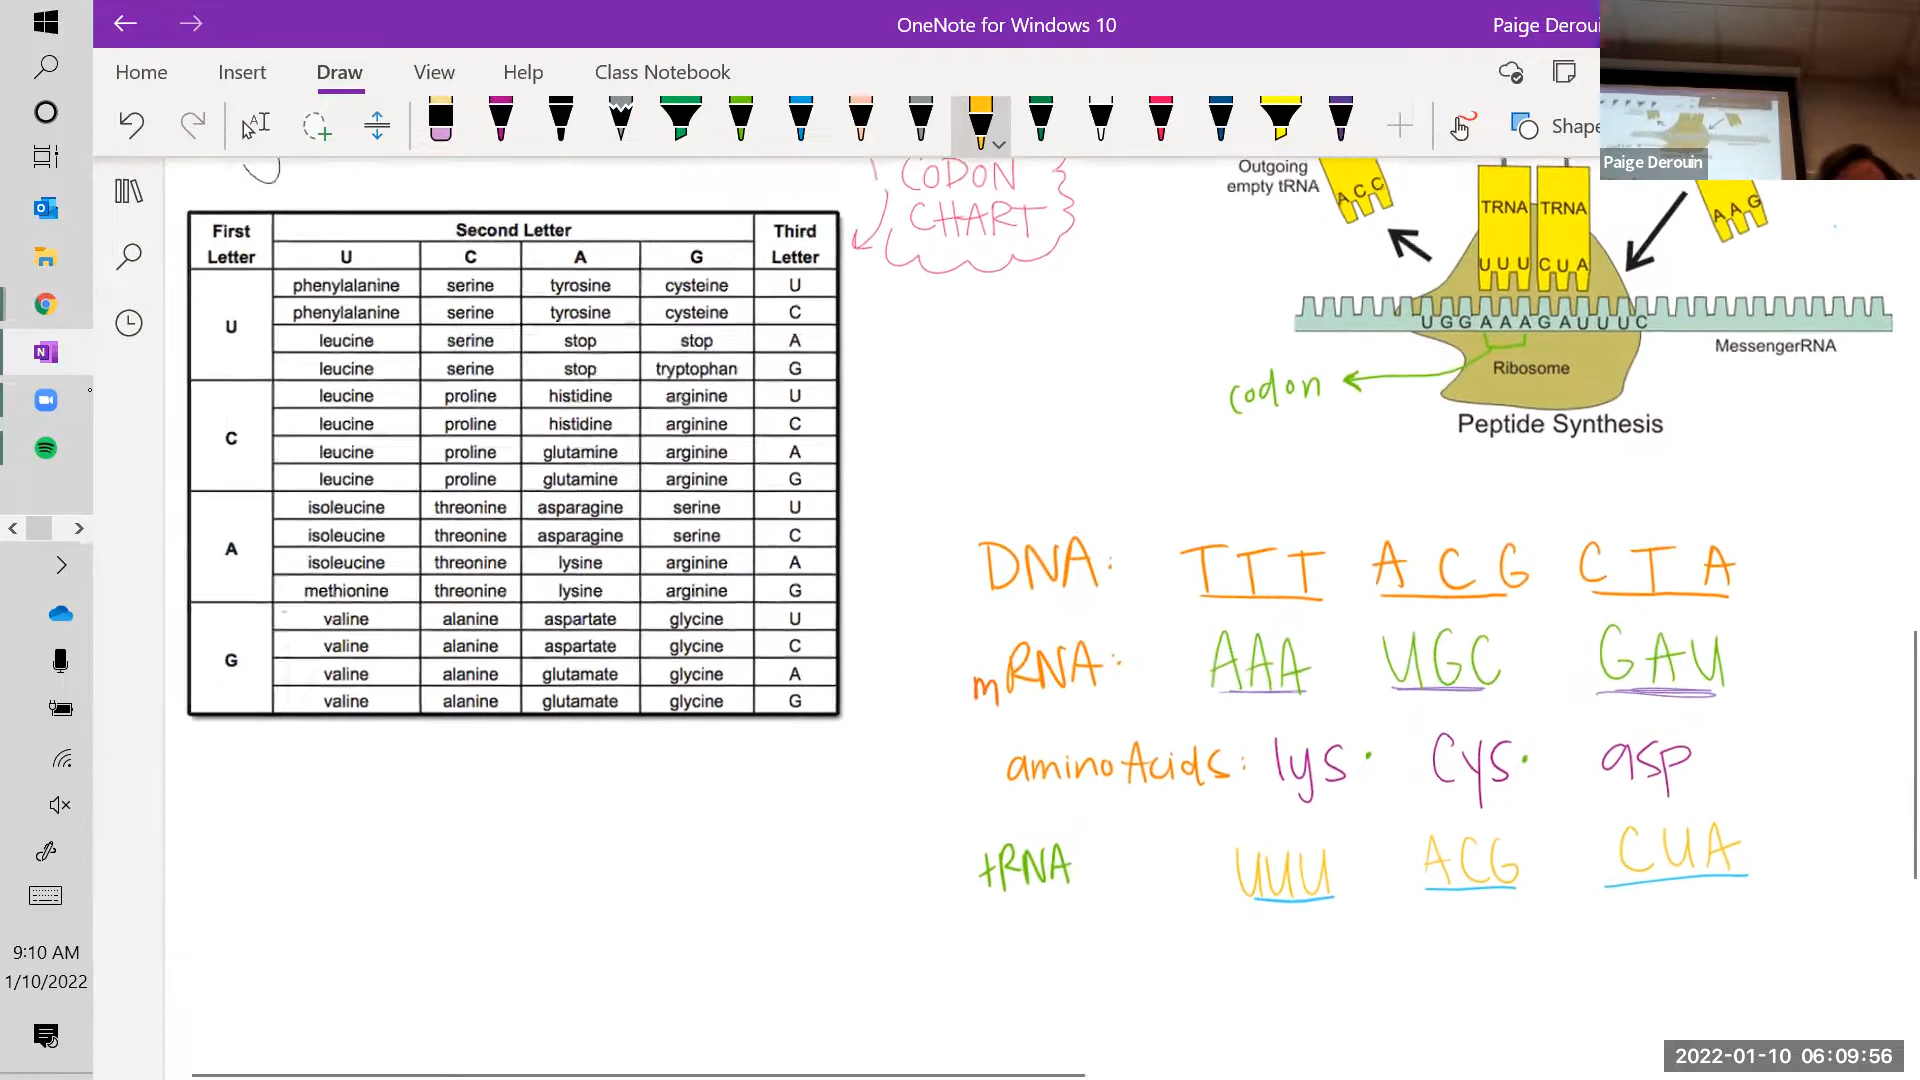 OneNote for Windows 10
Paige Deroui
Home Insert Draw View Help Class Notebook
Shape
Paige Derouin
CODON
CHART
First Letter Second Letter Third Letter
U C A G
U phenylalanine serine tyrosine cysteine U
phenylalanine serine tyrosine cysteine C
leucine serine stop stop A
leucine serine stop tryptophan G
C leucine proline histidine arginine U
leucine proline histidine arginine C
leucine proline glutamine arginine A
leucine proline glutamine arginine G
A isoleucine threonine asparagine serine U
isoleucine threonine asparagine serine C
isoleucine threonine lysine arginine A
methionine threonine lysine arginine G
G valine alanine aspartate glycine U
valine alanine aspartate glycine C
valine alanine glutamate glycine A
valine alanine glutamate glycine G
Outgoing
empty tRNA
ACC
TRNA TRNA
AAG
UUU CUA
UGGAAAGAUUUC
MessengerRNA
Ribosome
codon
Peptide Synthesis
DNA: TTT ACG CTA
mRNA: AAA UGC GAU
amino Acids: lys · cys · asp
tRNA UUU ACG CUA
9:10 AM
1/10/2022
2022-01-10 06:09:56